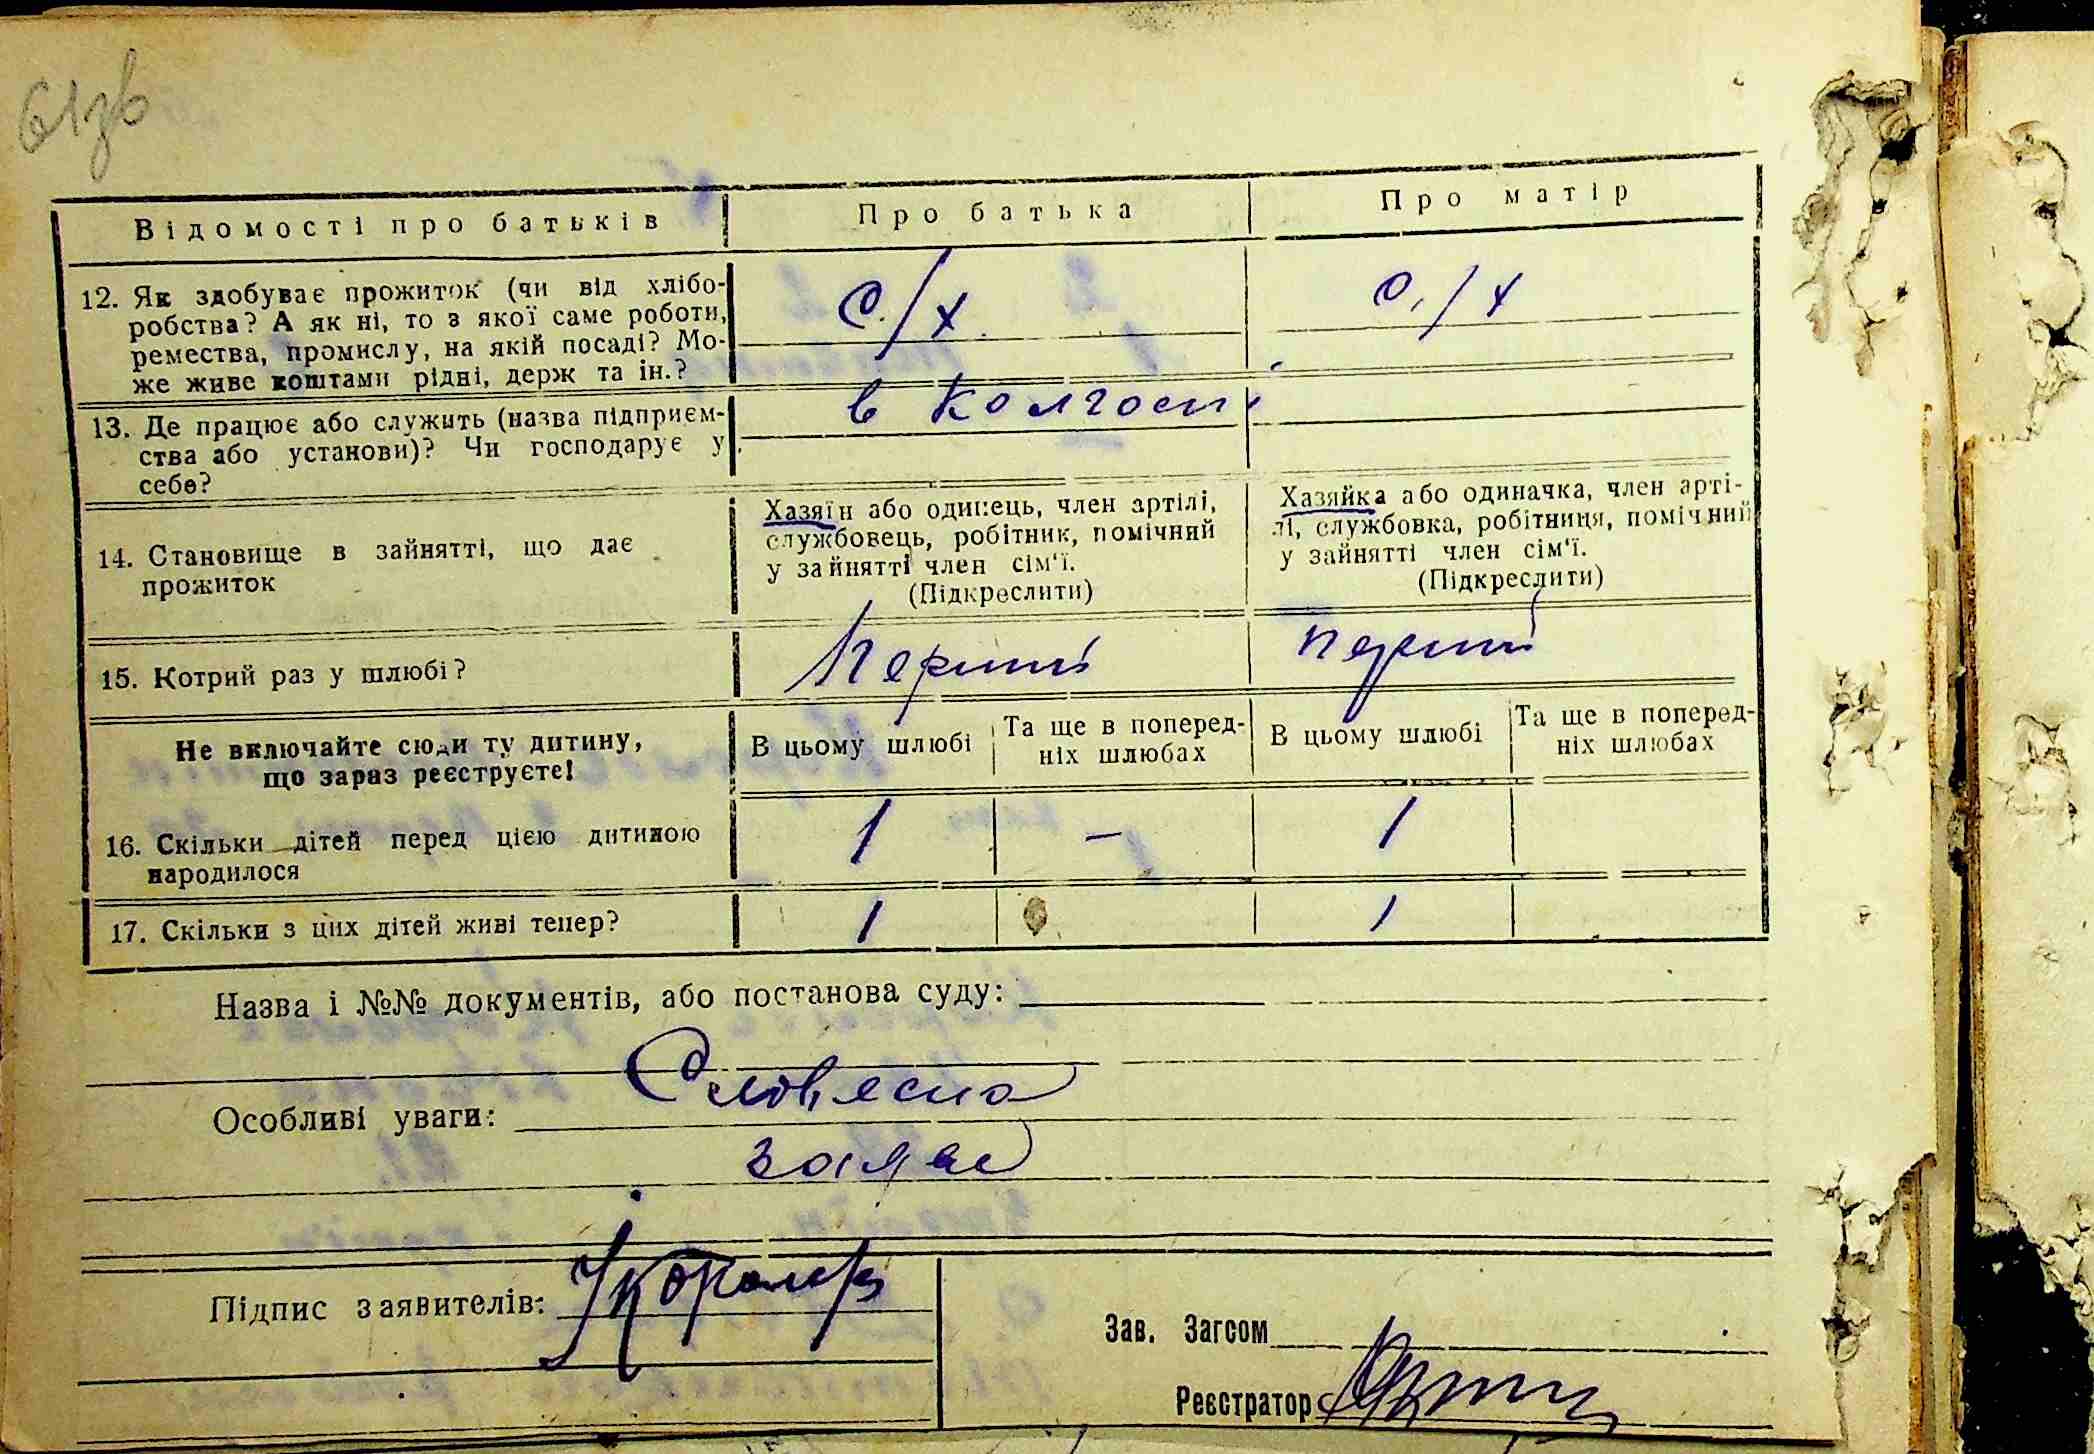 61зв
Відомості про батьків
Про батька
Про матір
12. Як здобуває прожиток (чи від хлібо-
робства? А як ні, то з якої саме роботи,
ремества, промислу, на якій посаді? Мо-
же живе коштами рідні, держ та ін.?
с./х.
с./х
13. Де працює або служить (назва підприєм-
ства або установи)? Чи господарує у
себе?
в колгоспі
14. Становище в зайнятті, що дає
прожиток
Хазяїн або одинець, член артілі,
службовець, робітник, помічний
у зайнятті член сім'ї.
(Підкреслити)
Хазяйка або одиначка, член арті-
лі, службовка, робітниця, помічний
у зайнятті член сім'ї.
(Підкреслити)
15. Котрий раз у шлюбі?
Перший
перший
Не включайте сюди ту дитину,
що зараз реєструєте!
В цьому шлюбі
Та ще в поперед-
ніх шлюбах
В цьому шлюбі
Та ще в поперед-
ніх шлюбах
16. Скільки дітей перед цією дитиною
народилося
1 – 1
17. Скільки з цих дітей живі тепер?
1 1
Назва і №№ документів, або постанова суду:
Словесна
Особливі уваги:
заява
Підпис заявителів:
Зав. Загсом
Реєстратор